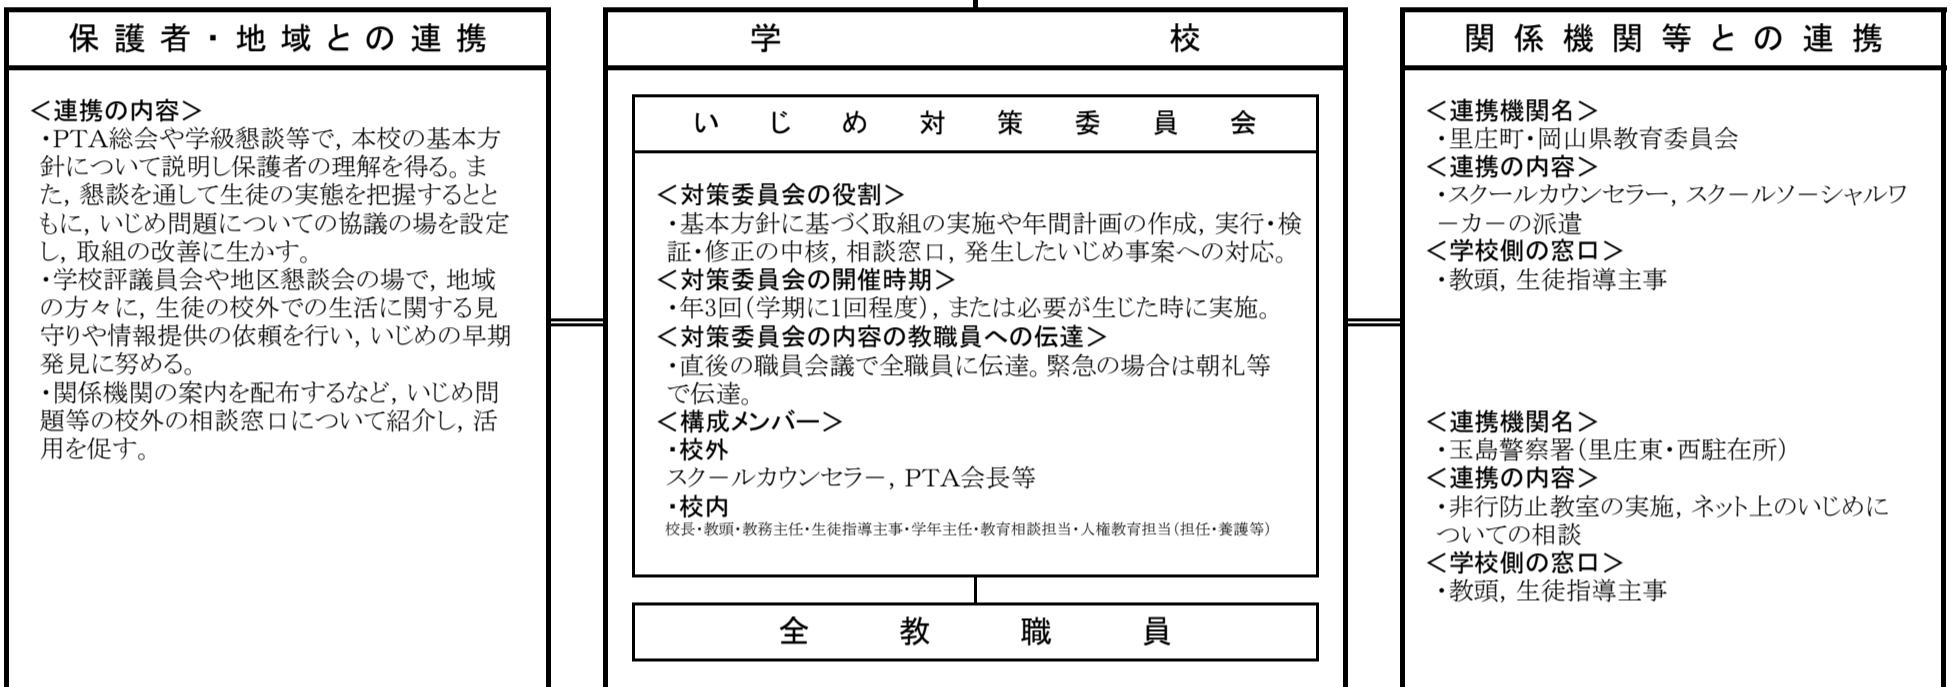 保護者・地域との連携
＜連携の内容＞
・PTA総会や学級懇談等で，本校の基本方
針について説明し保護者の理解を得る。ま
た，懇談を通して生徒の実態を把握するとと
もに，いじめ問題についての協議の場を設定
し，取組の改善に生かす。
・学校評議員会や地区懇談会の場で，地域
の方々に，生徒の校外での生活に関する見
守りや情報提供の依頼を行い，いじめの早期
発見に努める。
・関係機関の案内を配布するなど，いじめ問
題等の校外の相談窓口について紹介し，活
用を促す。
学校
いじめ対策委員会
＜対策委員会の役割＞
・基本方針に基づく取組の実施や年間計画の作成，実行・検
証・修正の中核，相談窓口，発生したいじめ事案への対応。
＜対策委員会の開催時期＞
・年3回（学期に1回程度），または必要が生じた時に実施。
＜対策委員会の内容の教職員への伝達＞
・直後の職員会議で全職員に伝達。緊急の場合は朝礼等
で伝達。
＜構成メンバー＞
・校外
スクールカウンセラー，PTA会長等
・校内
校長・教頭・教務主任・生徒指導主事・学年主任・教育相談担当・人権教育担当（担任・養護等）
全教職員
関係機関等との連携
＜連携機関名＞
・里庄町・岡山県教育委員会
＜連携の内容＞
・スクールカウンセラー，スクールソーシャルワ
ーカーの派遣
＜学校側の窓口＞
・教頭，生徒指導主事
＜連携機関名＞
・玉島警察署（里庄東・西駐在所）
＜連携の内容＞
・非行防止教室の実施，ネット上のいじめに
ついての相談
＜学校側の窓口＞
・教頭，生徒指導主事